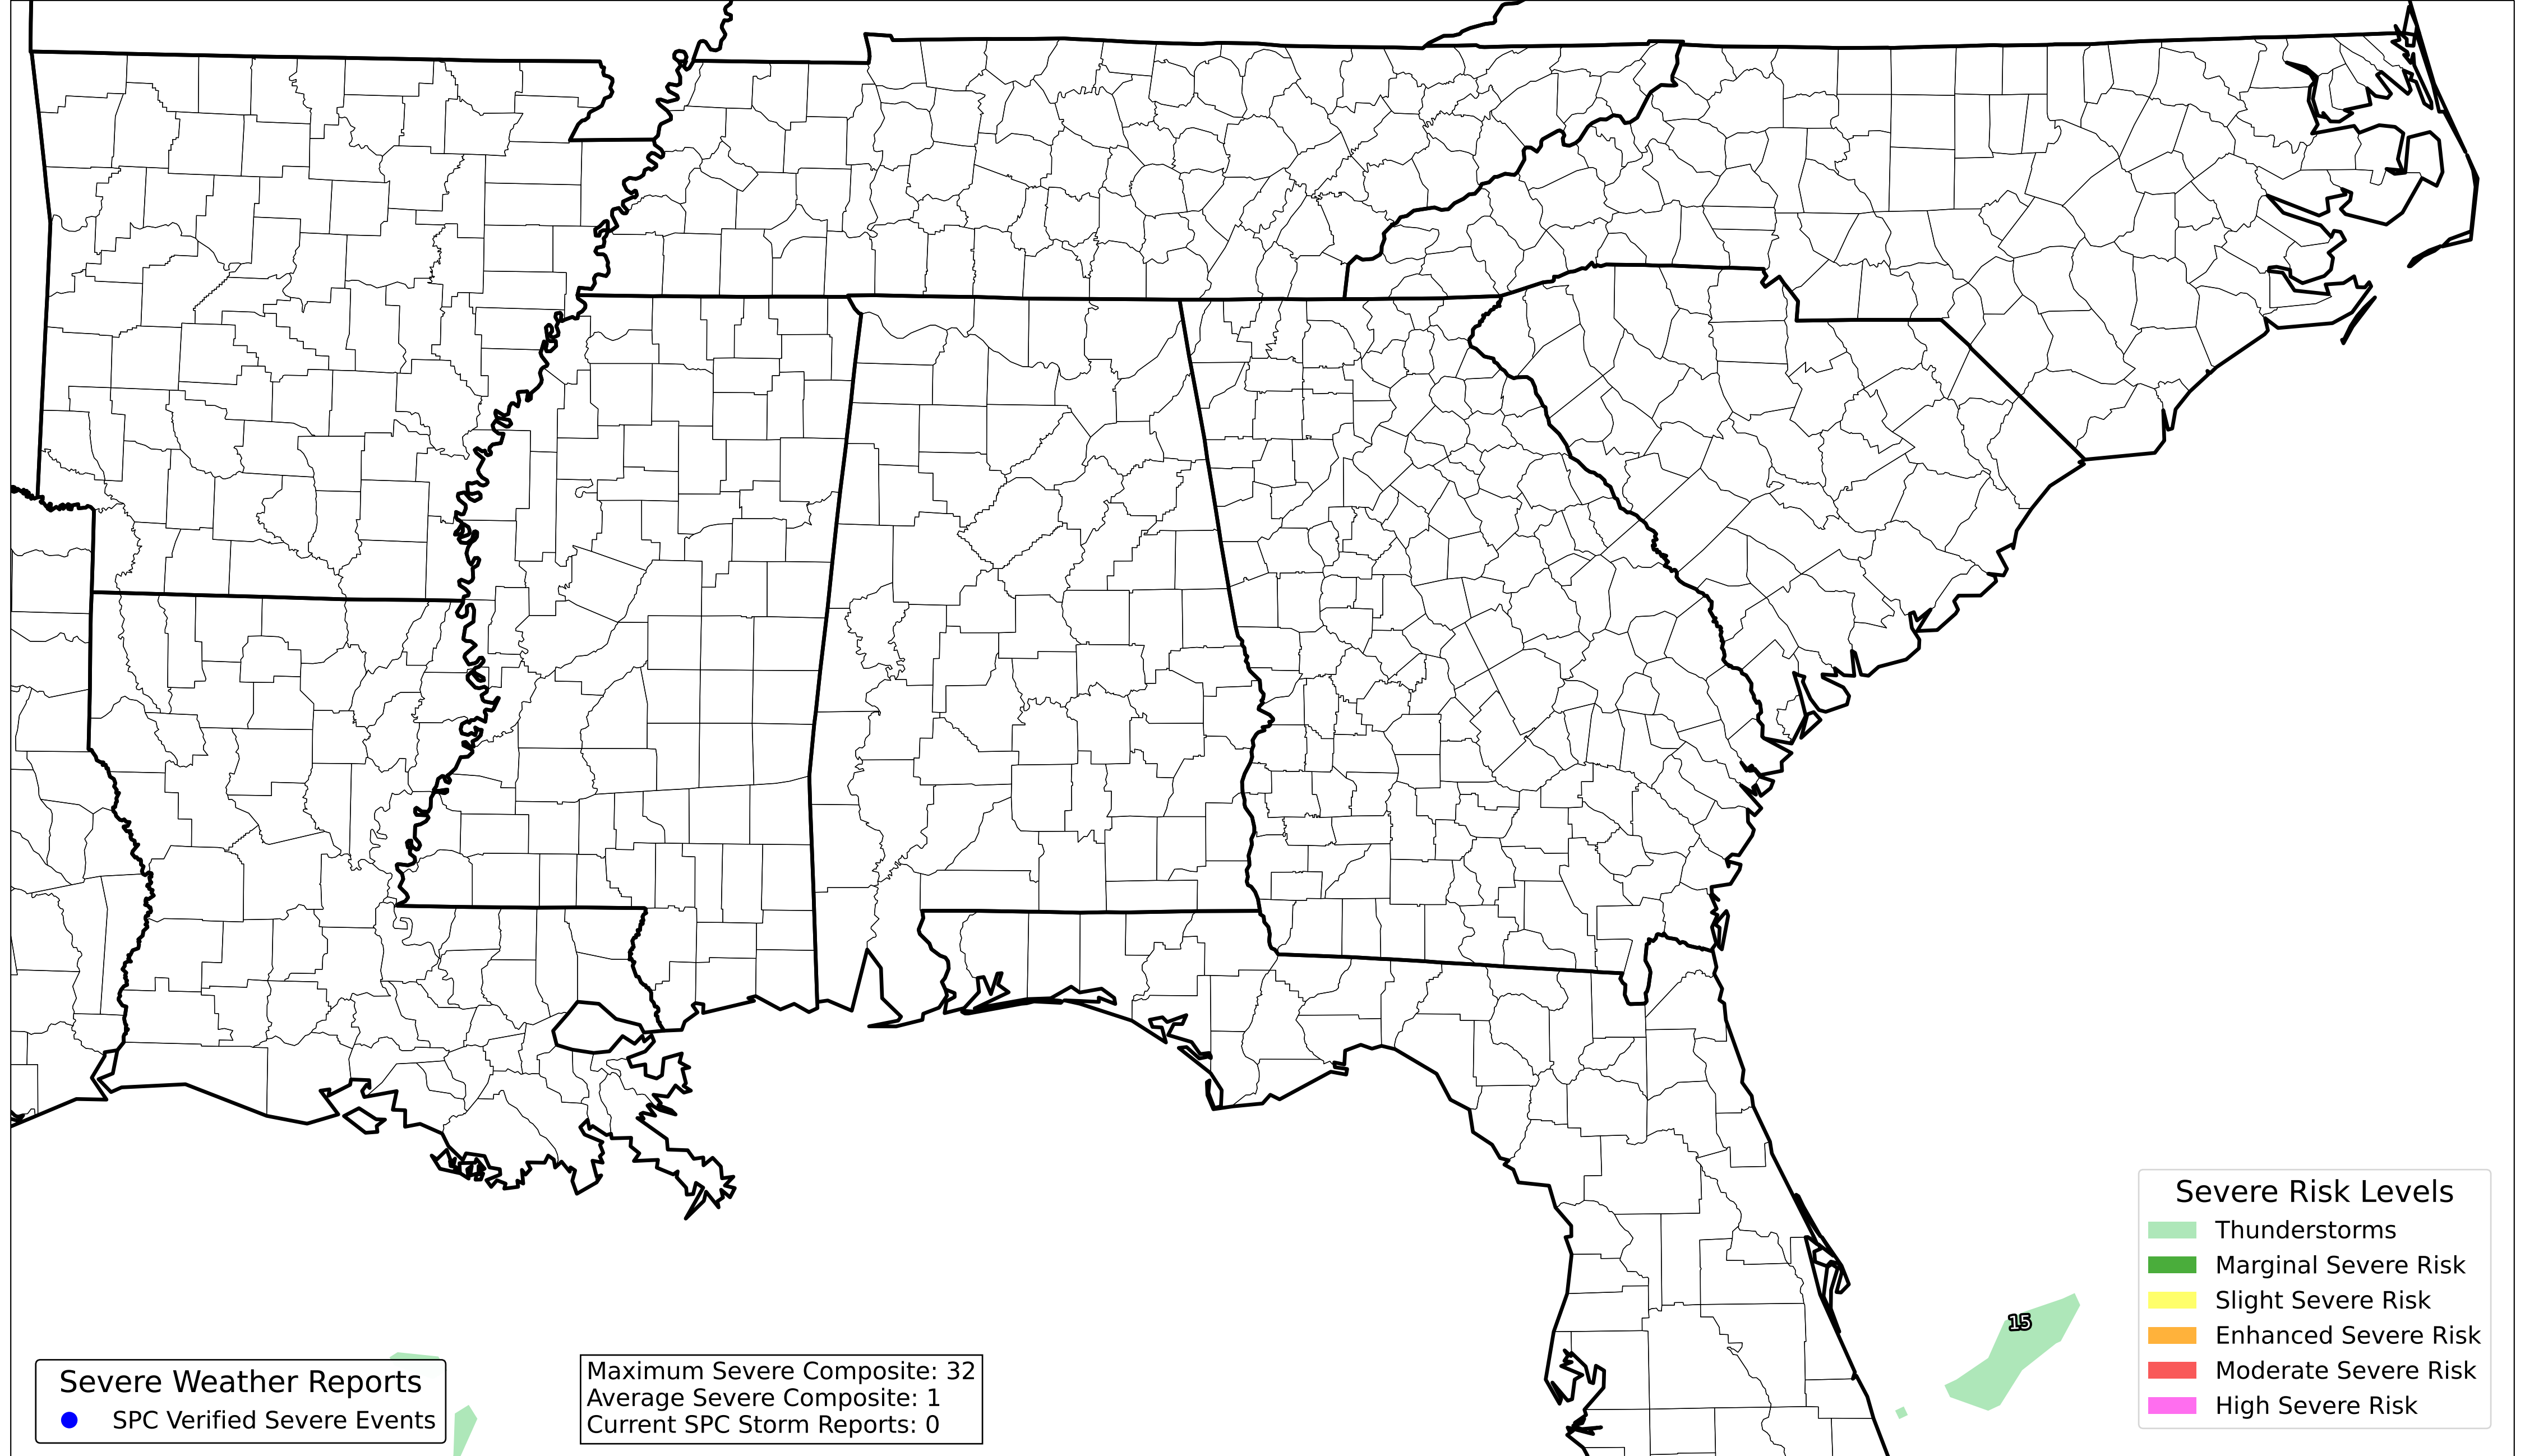 15
Severe Weather Reports
SPC Verified Severe Events
Maximum Severe Composite: 32
Average Severe Composite: 1
Current SPC Storm Reports: 0
Severe Risk Levels
Thunderstorms
Marginal Severe Risk
Slight Severe Risk
Enhanced Severe Risk
Moderate Severe Risk
High Severe Risk